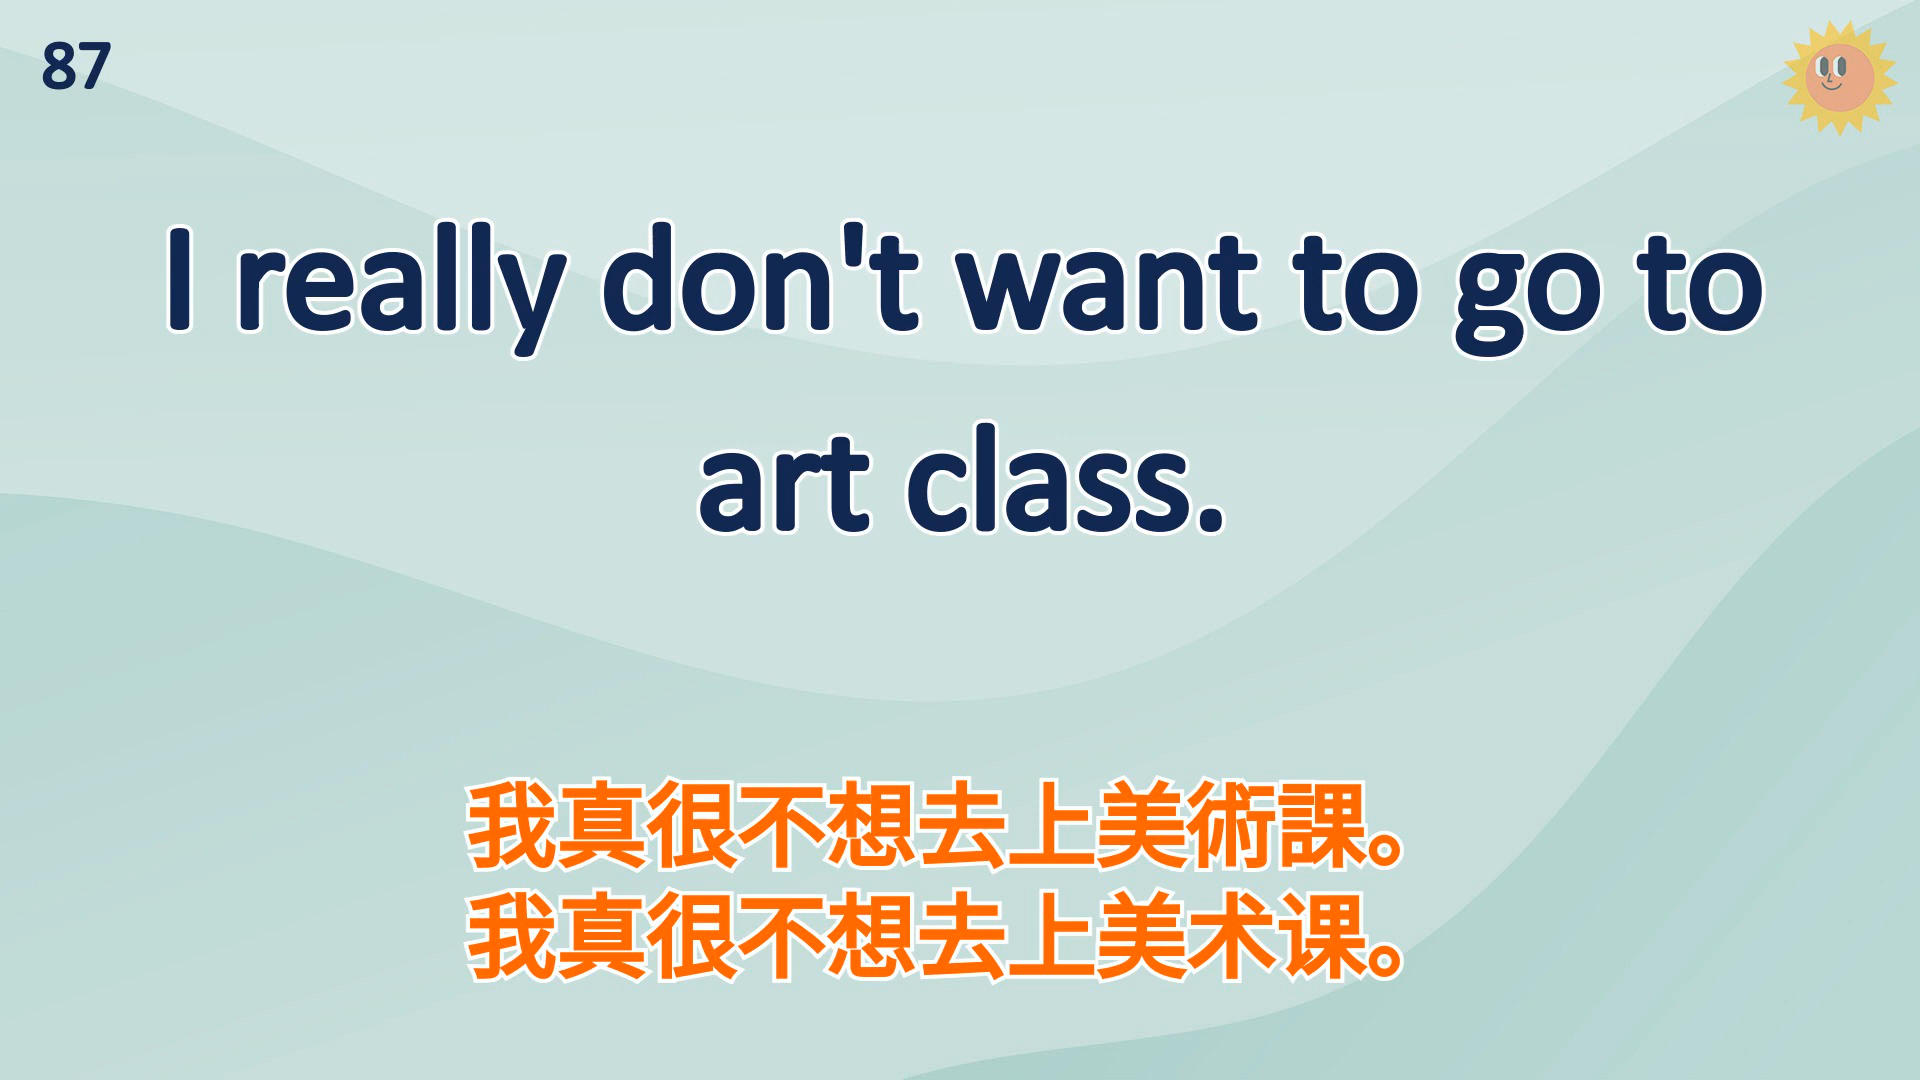 87
I really don't want to go to
art class.
我真很不想去上美術課。
我真很不想去上美术课。